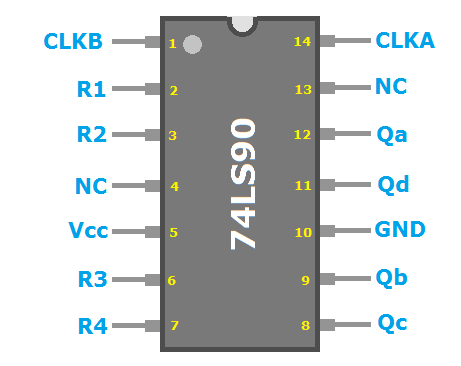 CLKB 1 14 CLKA
R1 2 13 NC
R2 3 12 Qa
NC 4 11 Qd
Vcc 5 10 GND
R3 6 9 Qb
R4 7 8 Qc
74LS90